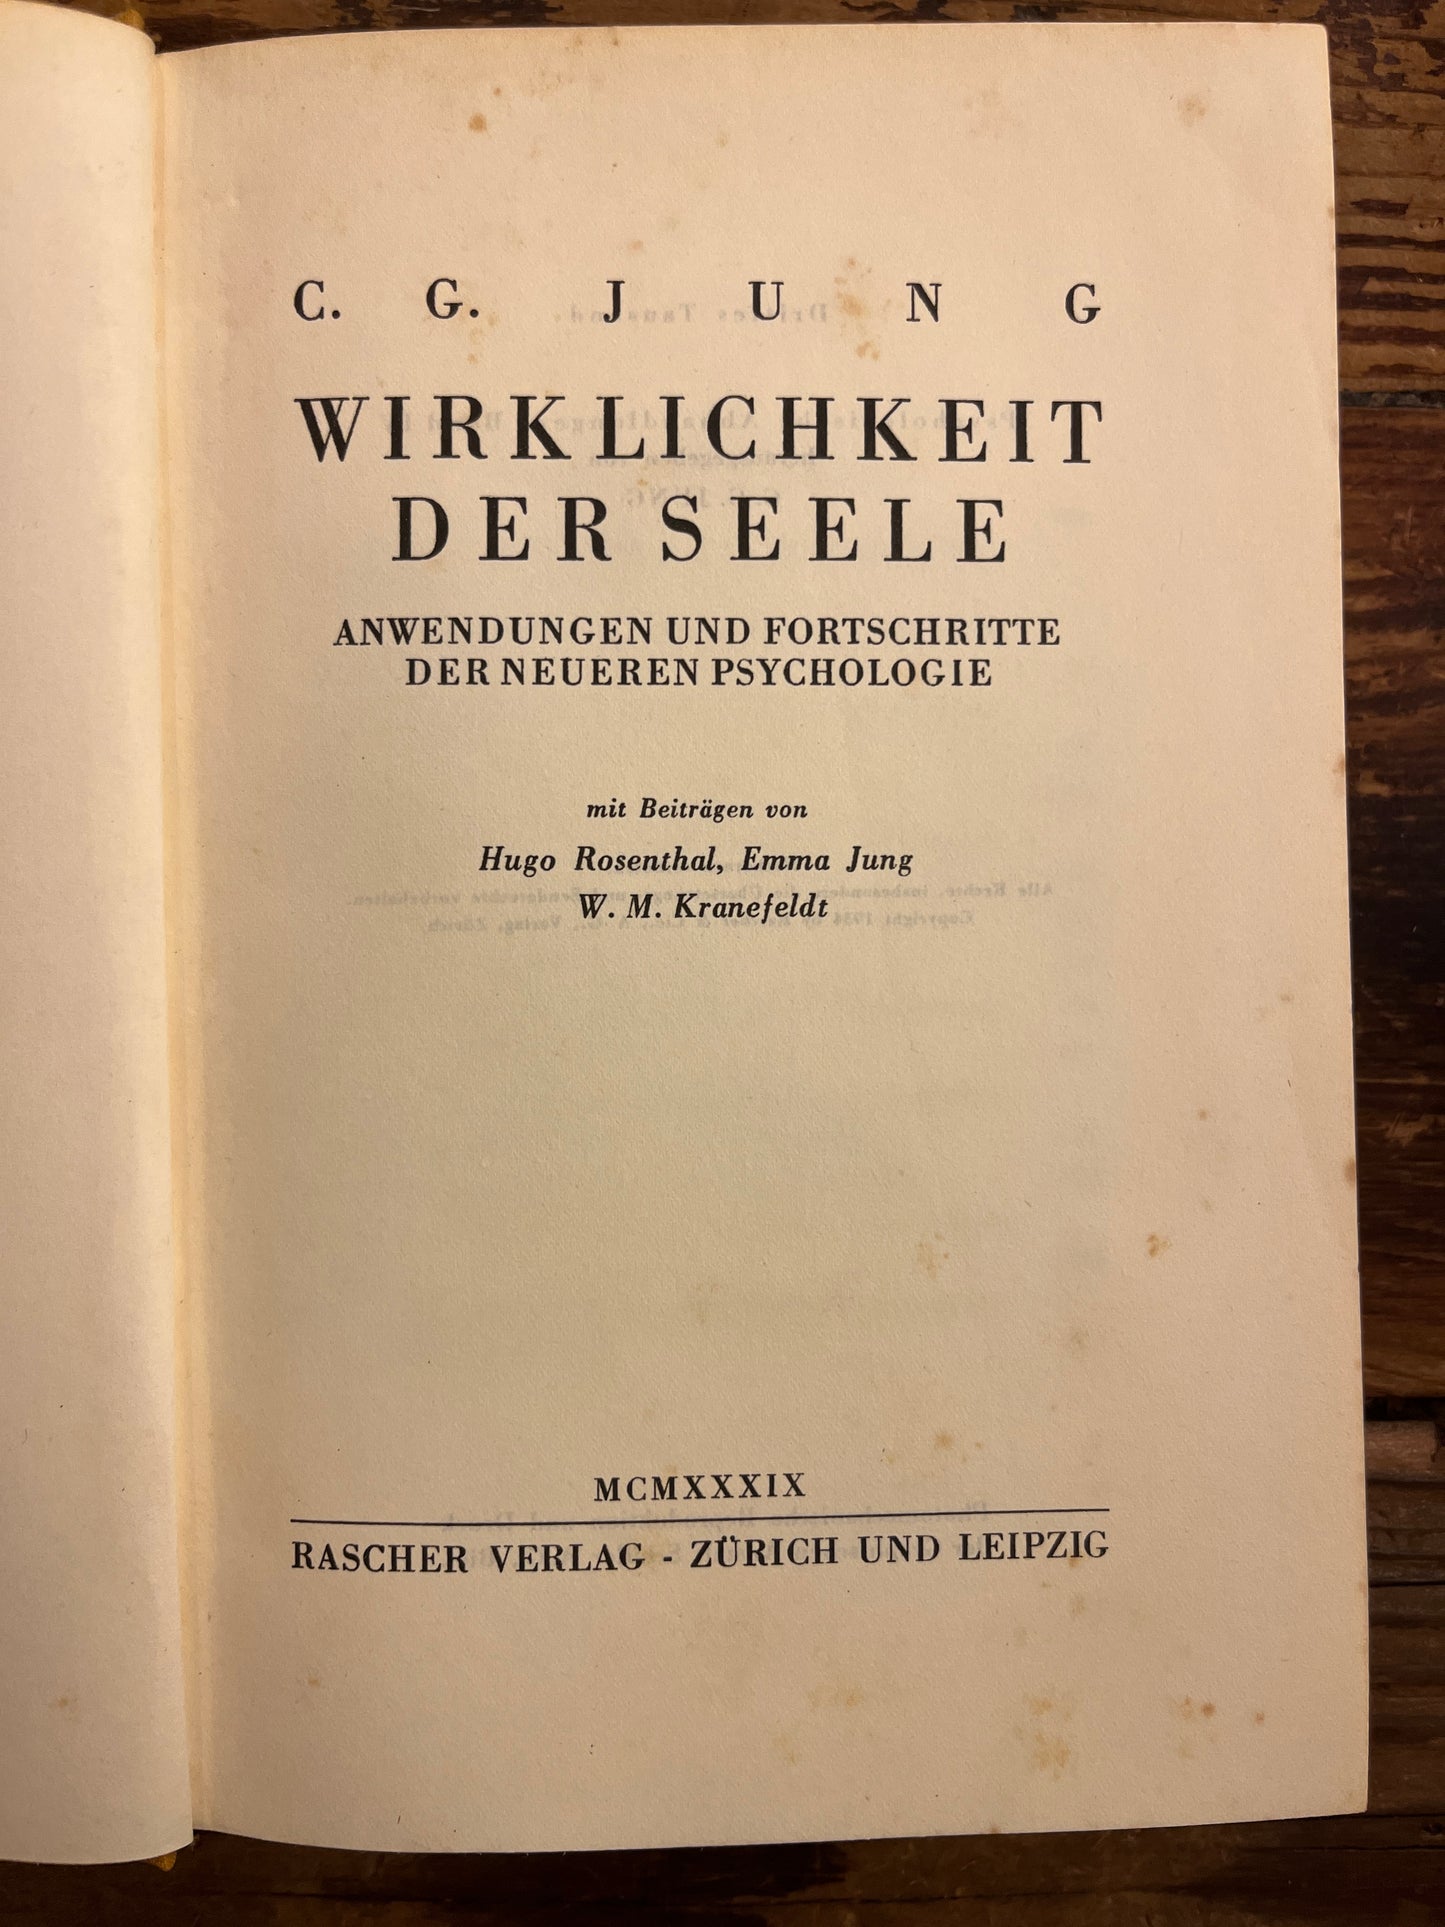 C. G. JUNG
WIRKLICHKEIT
DER SEELE
ANWENDUNGEN UND FORTSCHRITTE
DER NEUEREN PSYCHOLOGIE
mit Beiträgen von
Hugo Rosenthal, Emma Jung
W. M. Kranefeldt
MCMXXXIX
RASCHER VERLAG - ZÜRICH UND LEIPZIG